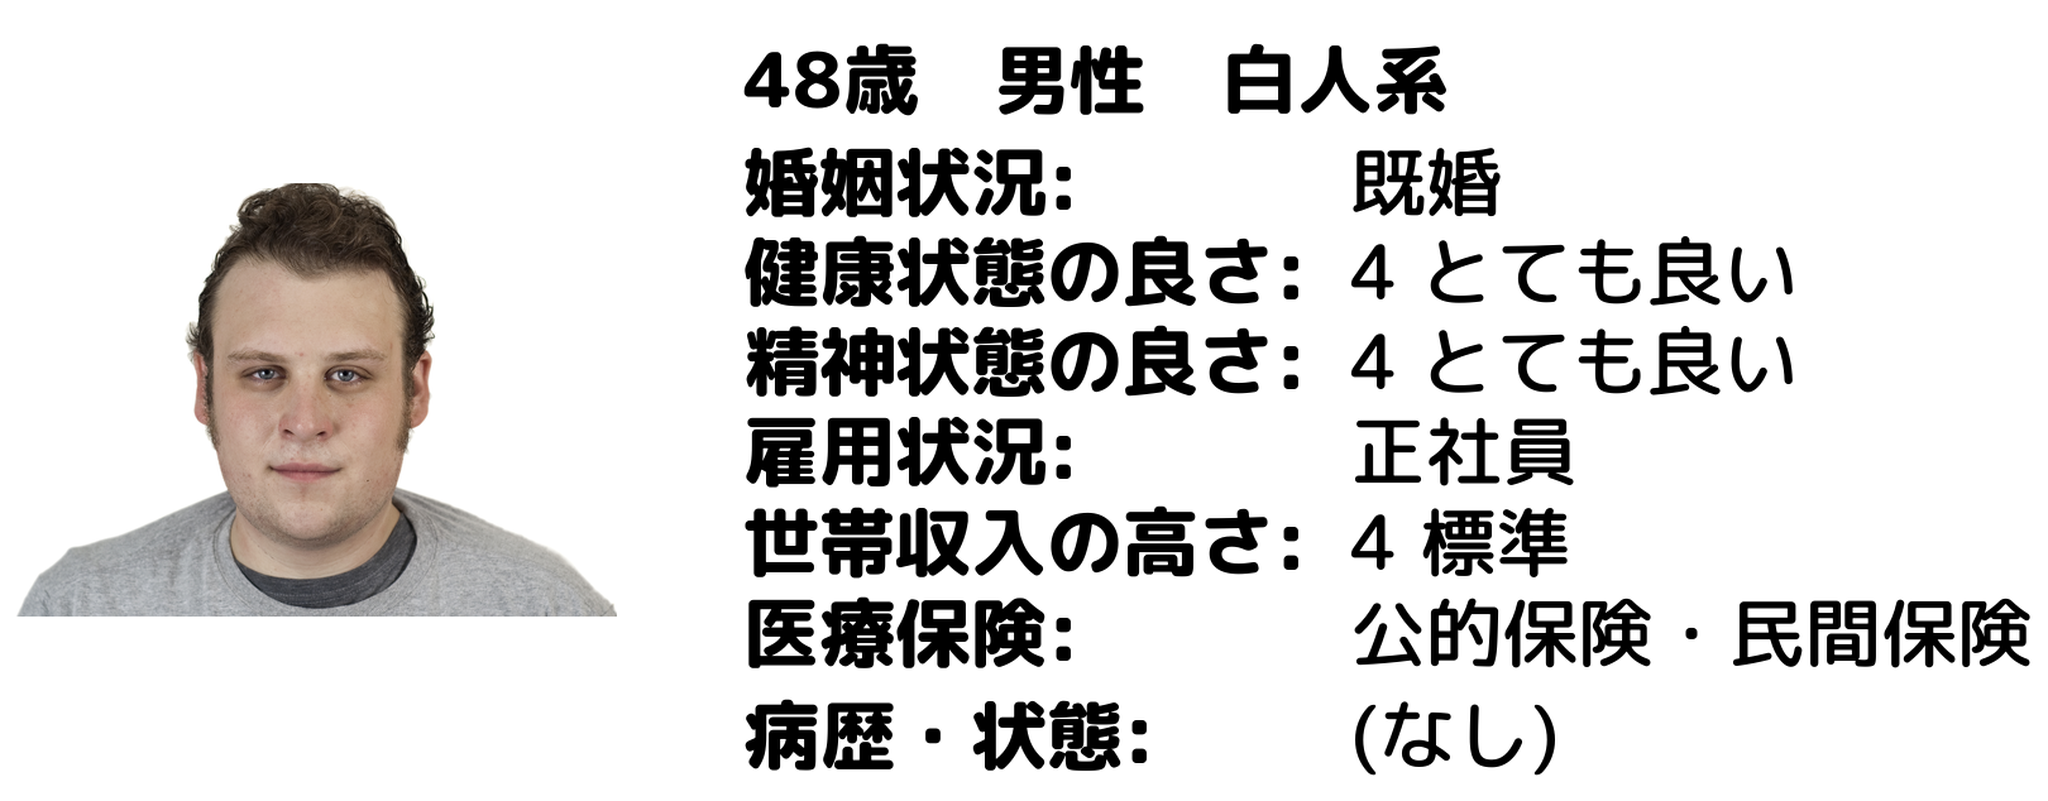 48歳　男性　白人系
婚姻状況: 既婚
健康状態の良さ: 4 とても良い
精神状態の良さ: 4 とても良い
雇用状況: 正社員
世帯収入の高さ: 4 標準
医療保険: 公的保険・民間保険
病歴・状態: (なし)